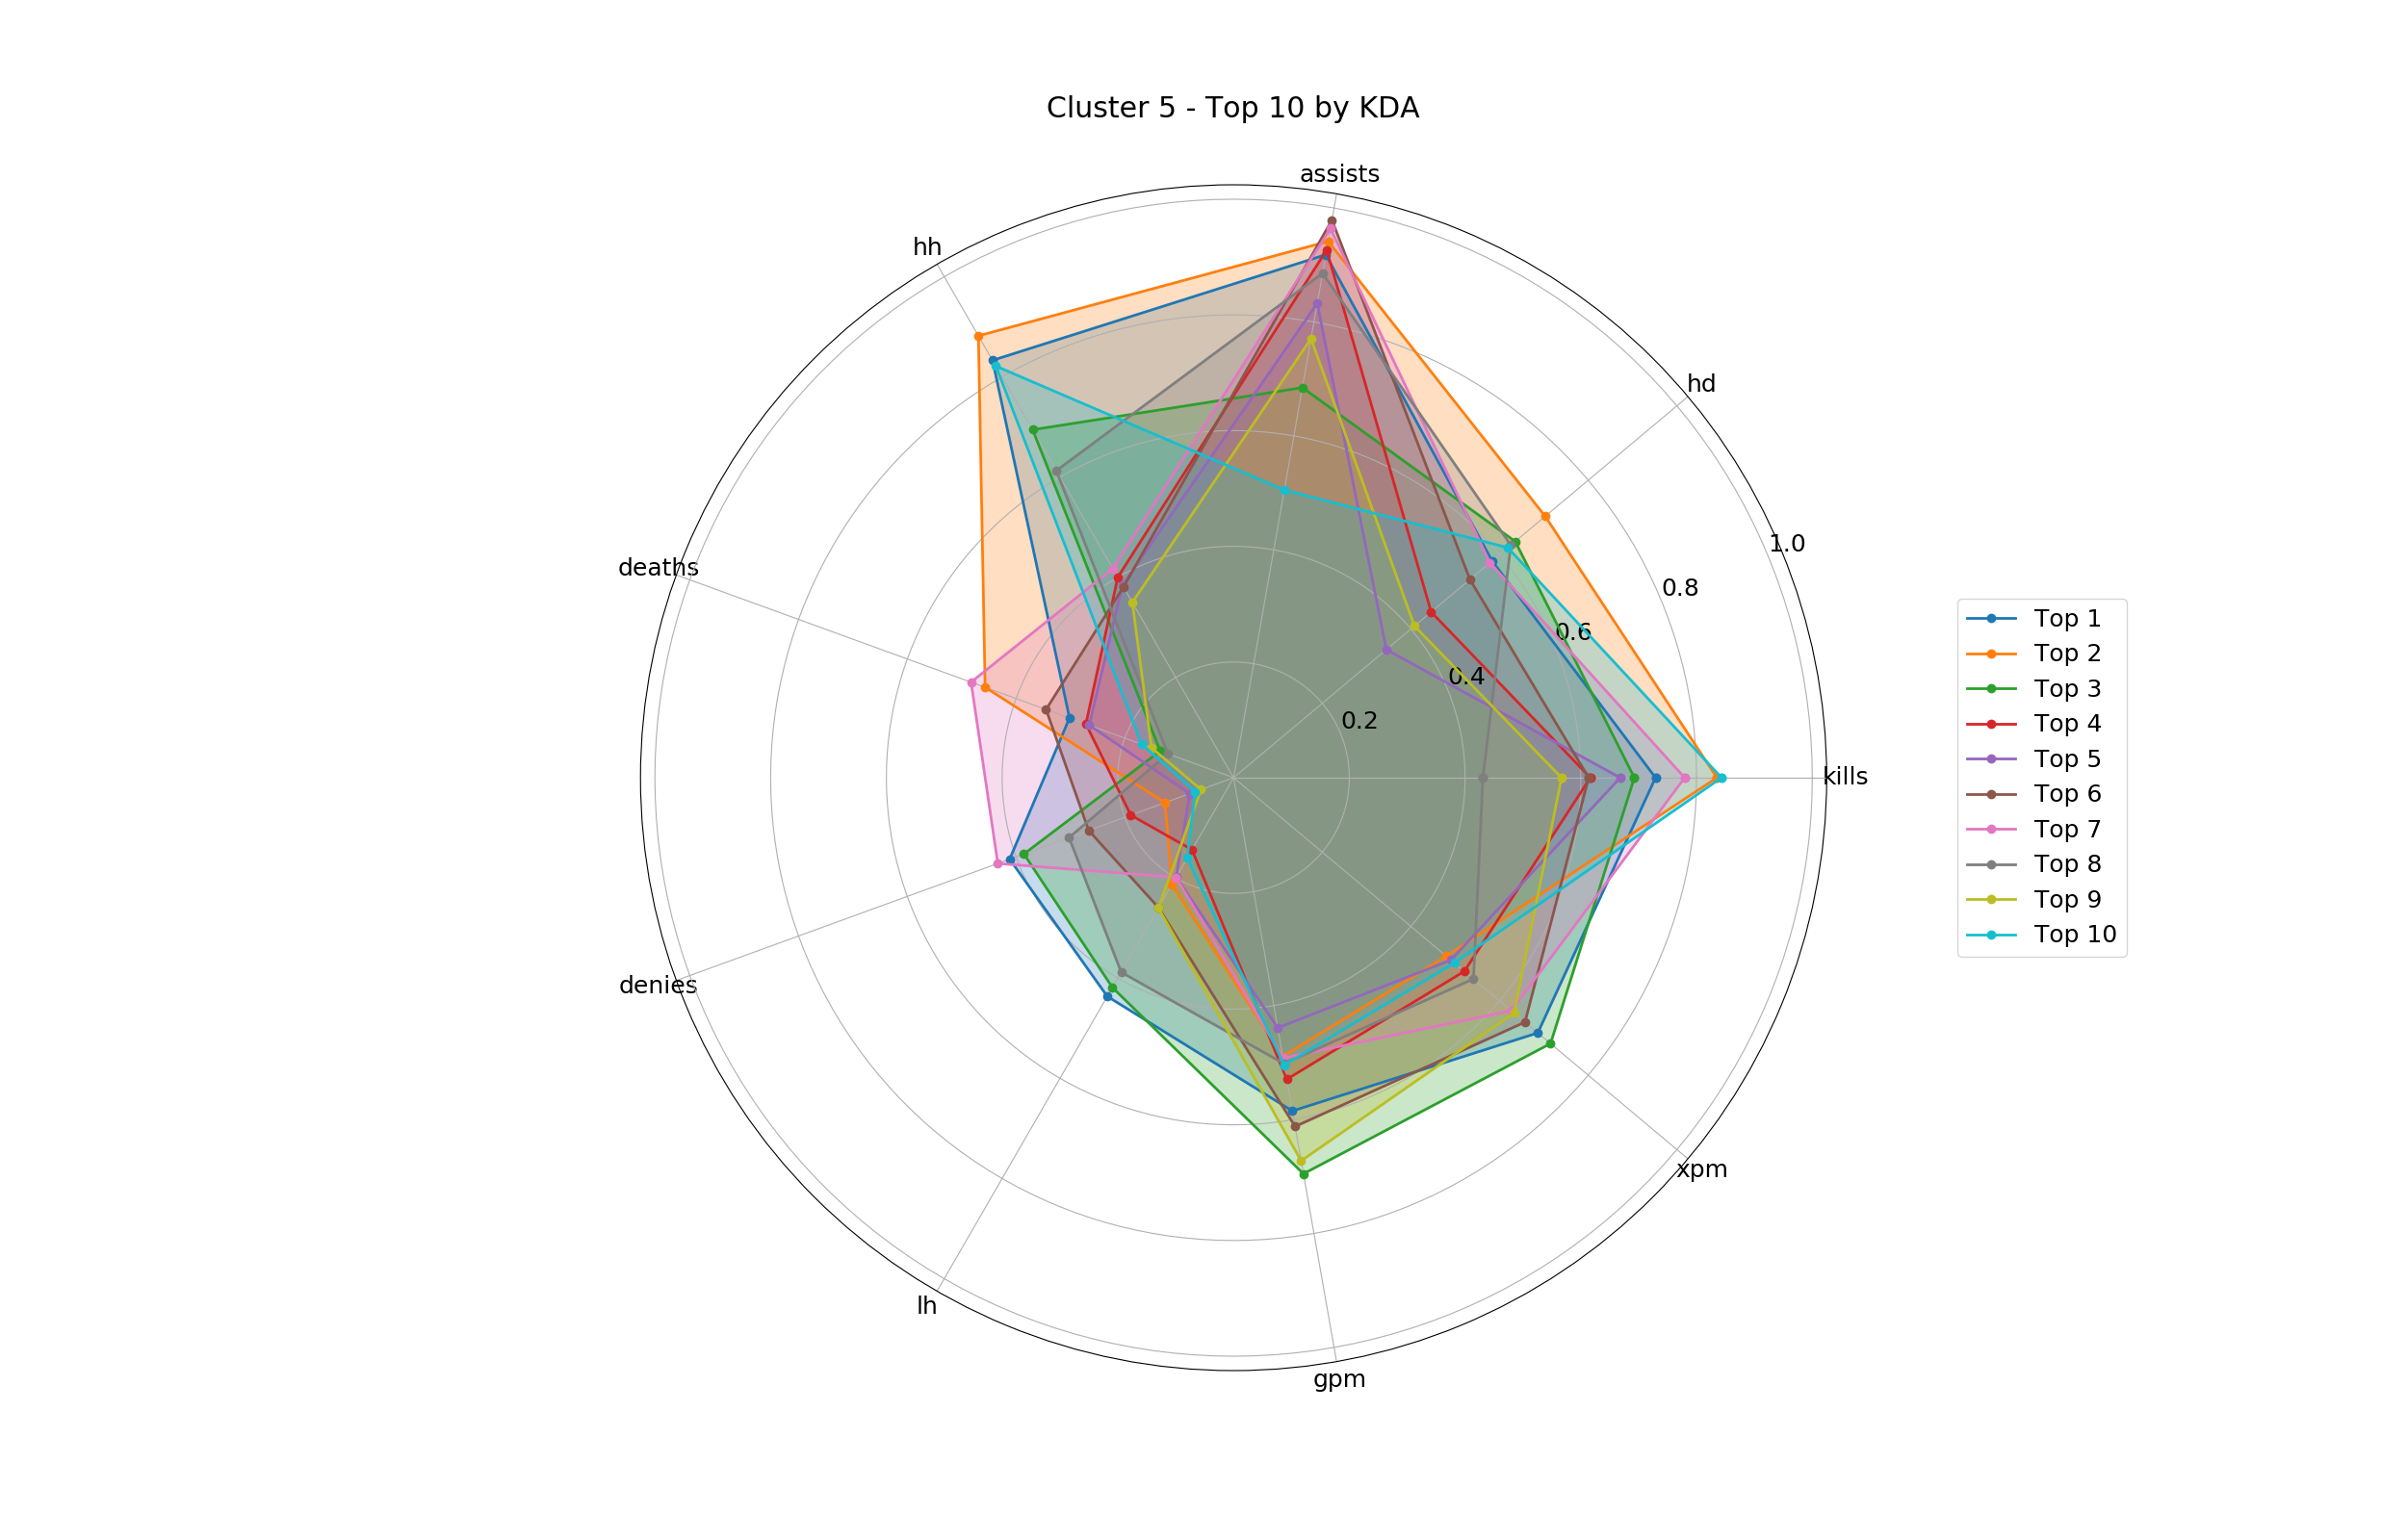 Cluster 5 - Top 10 by KDA
assists
hh
hd
deaths
1.0
0.8
0.6
0.4
0.2
kills
denies
xpm
lh
gpm
Top 1
Top 2
Top 3
Top 4
Top 5
Top 6
Top 7
Top 8
Top 9
Top 10